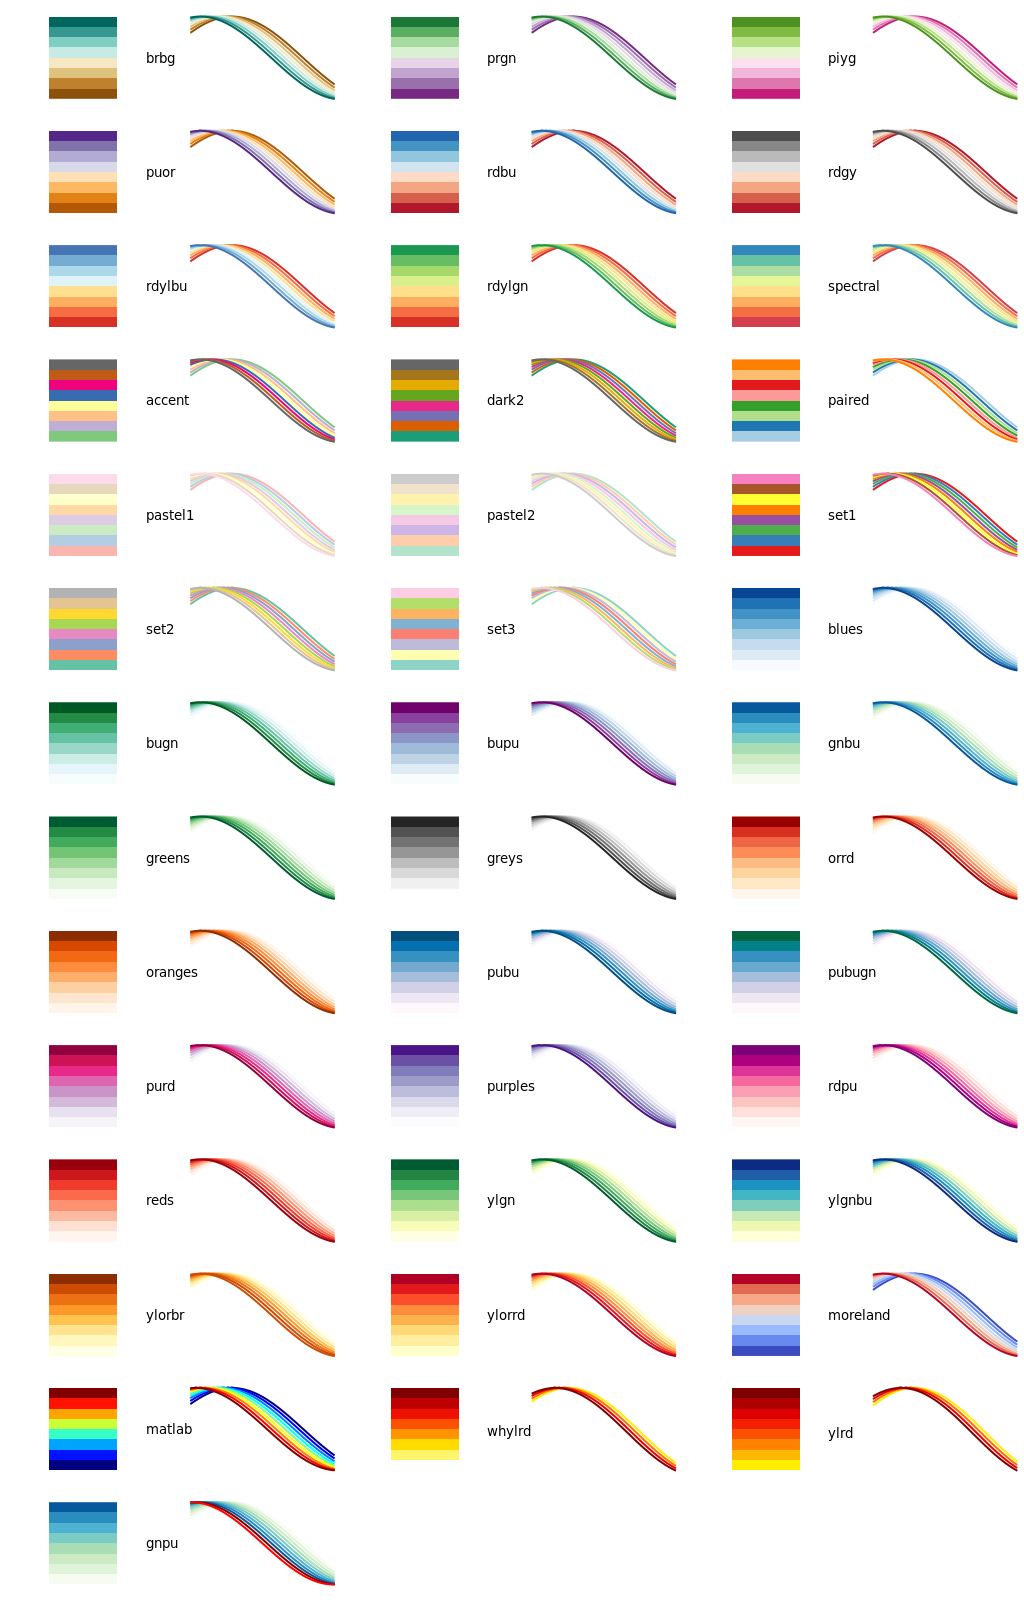 brbg
prgn
piyg
puor
rdbu
rdgy
rdylbu
rdylgn
spectral
accent
dark2
paired
pastel1
pastel2
set1
set2
set3
blues
bugn
bupu
gnbu
greens
greys
orrd
oranges
pubu
pubugn
purd
purples
rdpu
reds
ylgn
ylgnbu
ylorbr
ylorrd
moreland
matlab
whylrd
ylrd
gnpu